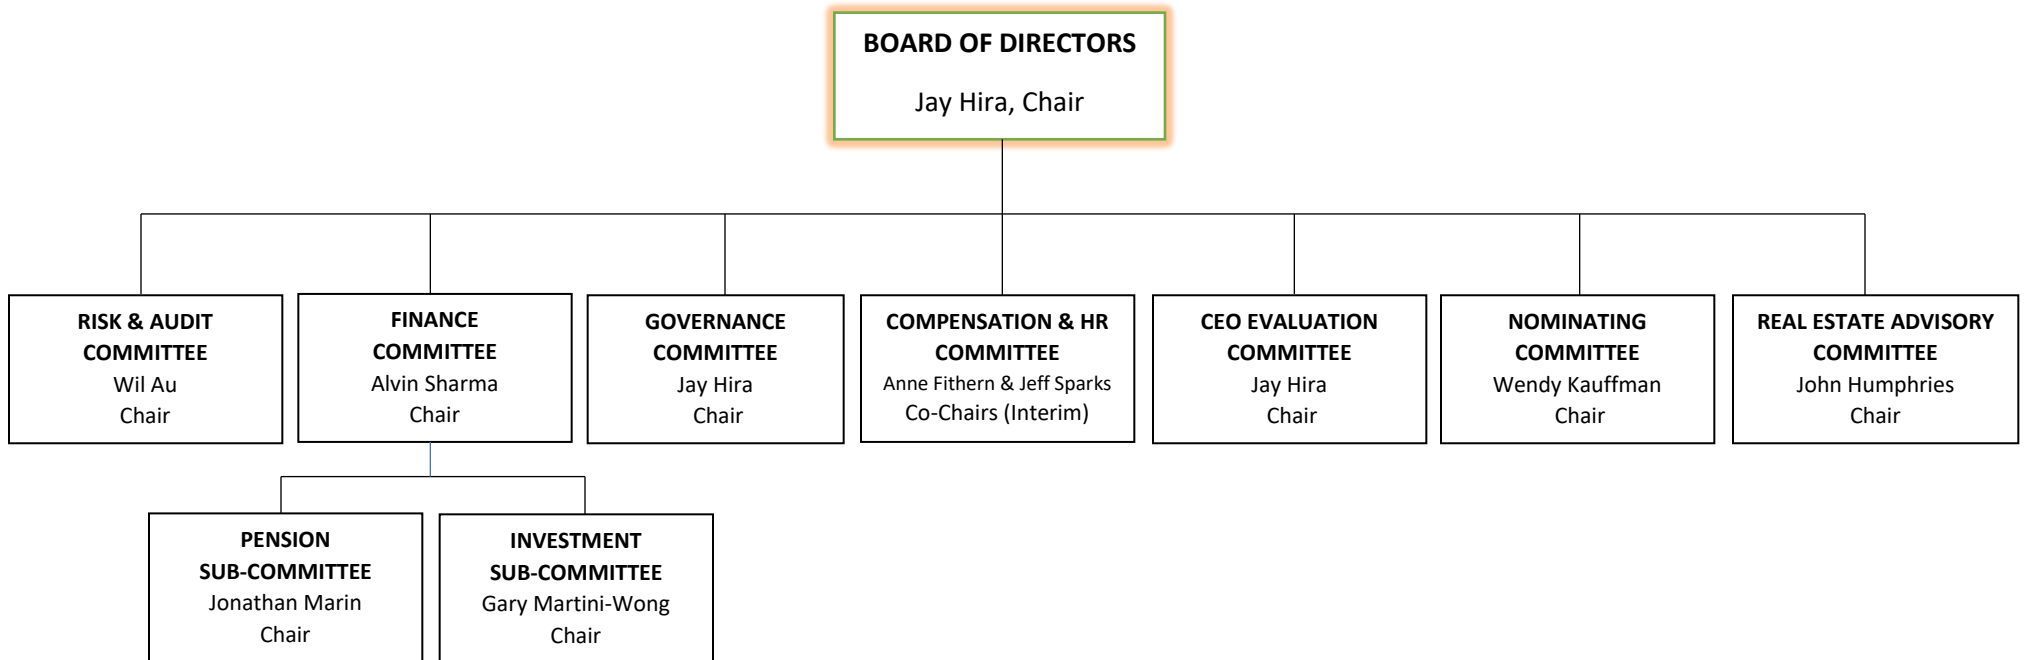 BOARD OF DIRECTORS
Jay Hira, Chair
RISK & AUDIT
COMMITTEE
Wil Au
Chair
FINANCE
COMMITTEE
Alvin Sharma
Chair
GOVERNANCE
COMMITTEE
Jay Hira
Chair
COMPENSATION & HR
COMMITTEE
Anne Fithern & Jeff Sparks
Co-Chairs (Interim)
CEO EVALUATION
COMMITTEE
Jay Hira
Chair
NOMINATING
COMMITTEE
Wendy Kauffman
Chair
REAL ESTATE ADVISORY
COMMITTEE
John Humphries
Chair
PENSION
SUB-COMMITTEE
Jonathan Marin
Chair
INVESTMENT
SUB-COMMITTEE
Gary Martini-Wong
Chair